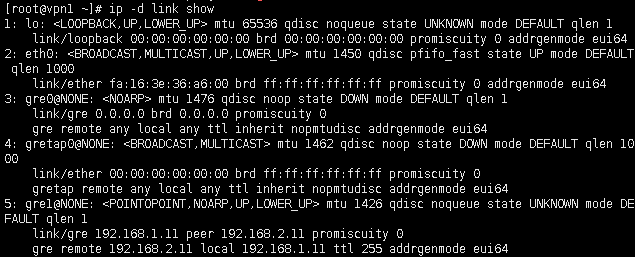 [root@vpn1 ~]# ip -d link show
1: lo: <LOOPBACK,UP,LOWER_UP> mtu 65536 qdisc noqueue state UNKNOWN mode DEFAULT qlen 1
    link/loopback 00:00:00:00:00:00 brd 00:00:00:00:00:00 promiscuity 0 addrgenmode eui64
2: eth0: <BROADCAST,MULTICAST,UP,LOWER_UP> mtu 1450 qdisc pfifo_fast state UP mode DEFAULT
 qlen 1000
    link/ether fa:16:3e:36:a6:00 brd ff:ff:ff:ff:ff:ff promiscuity 0 addrgenmode eui64
3: gre0@NONE: <NOARP> mtu 1476 qdisc noop state DOWN mode DEFAULT qlen 1
    link/gre 0.0.0.0 brd 0.0.0.0 promiscuity 0
    gre remote any local any ttl inherit nopmtudisc addrgenmode eui64
4: gretap0@NONE: <BROADCAST,MULTICAST> mtu 1462 qdisc noop state DOWN mode DEFAULT qlen 10
00
    link/ether 00:00:00:00:00:00 brd ff:ff:ff:ff:ff:ff promiscuity 0
    gretap remote any local any ttl inherit nopmtudisc addrgenmode eui64
5: gre1@NONE: <POINTOPOINT,NOARP,UP,LOWER_UP> mtu 1426 qdisc noqueue state UNKNOWN mode DE
FAULT qlen 1
    link/gre 192.168.1.11 peer 192.168.2.11 promiscuity 0
    gre remote 192.168.2.11 local 192.168.1.11 ttl 255 addrgenmode eui64